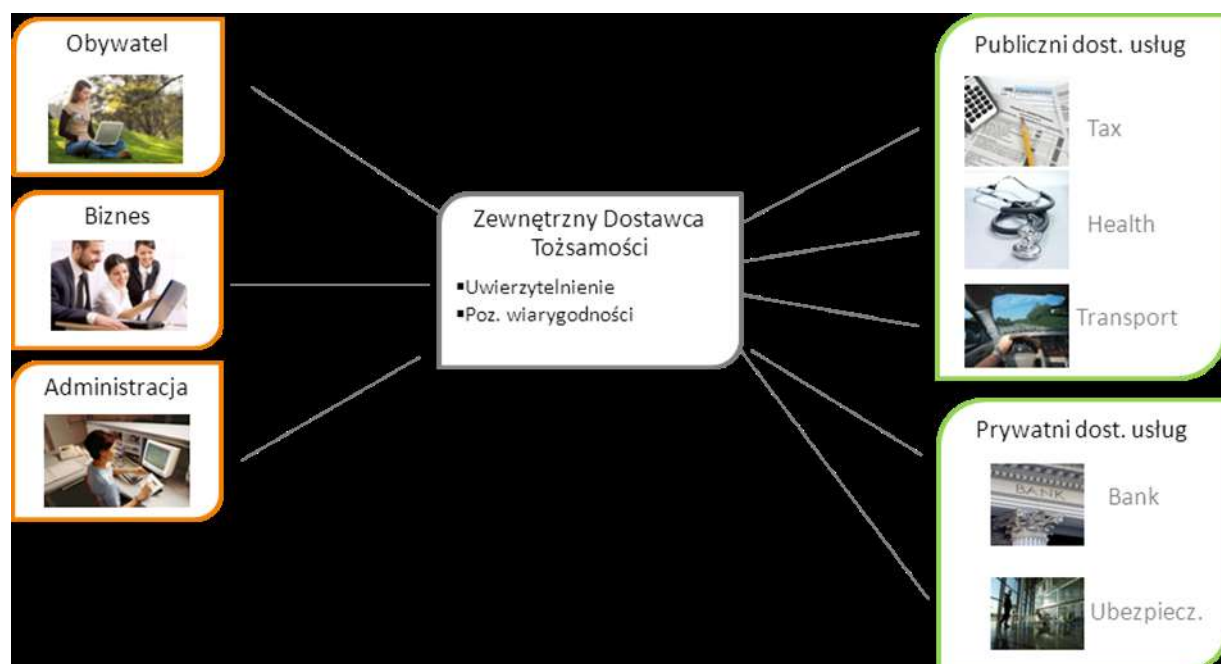 Obywatel
Biznes
Administracja
Zewnętrzny Dostawca
Tożsamości
▪Uwierzytelnienie
▪Poz. wiarygodności
Publiczni dost. usług
Tax
Health
Transport
Prywatni dost. usług
BANK
Bank
Ubezpiecz.